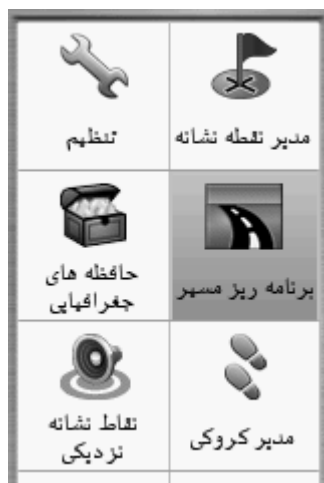 مدیر نقطه نشانه
تنظیم
برنامه ریز مسیر
حافظه های
جغرافیایی
مدیر کروکی
نقاط نشانه
نزدیکی